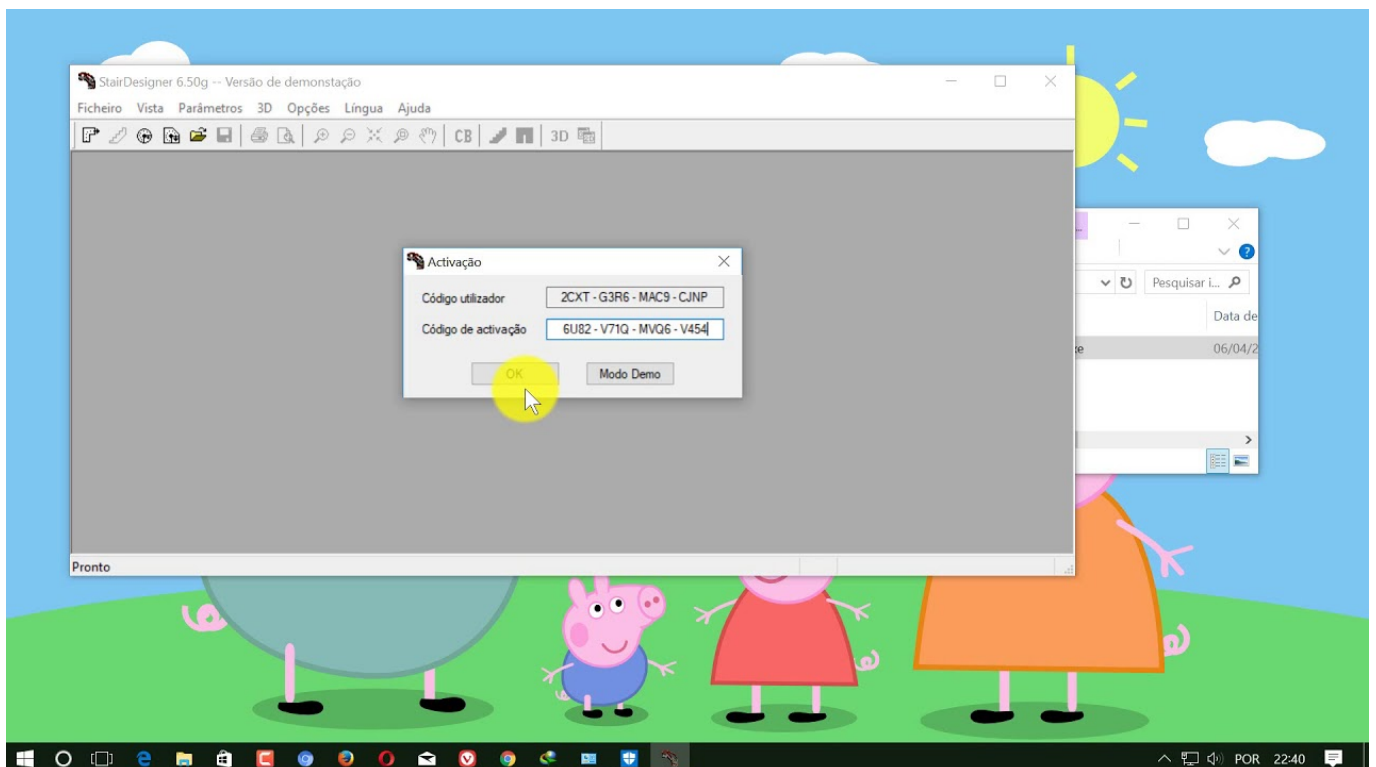 StairDesigner 6.50g -- Versão de demonstação
Ficheiro Vista Parâmetros 3D Opções Língua Ajuda
CB 3D
Activação
Código utilizador 2CXT - G3R6 - MAC9 - CJNP
Código de activação 6U82 - V71Q - MVQ6 - V454
OK Modo Demo
Pesquisar i...
Data de
06/04/2
Pronto
POR 22:40